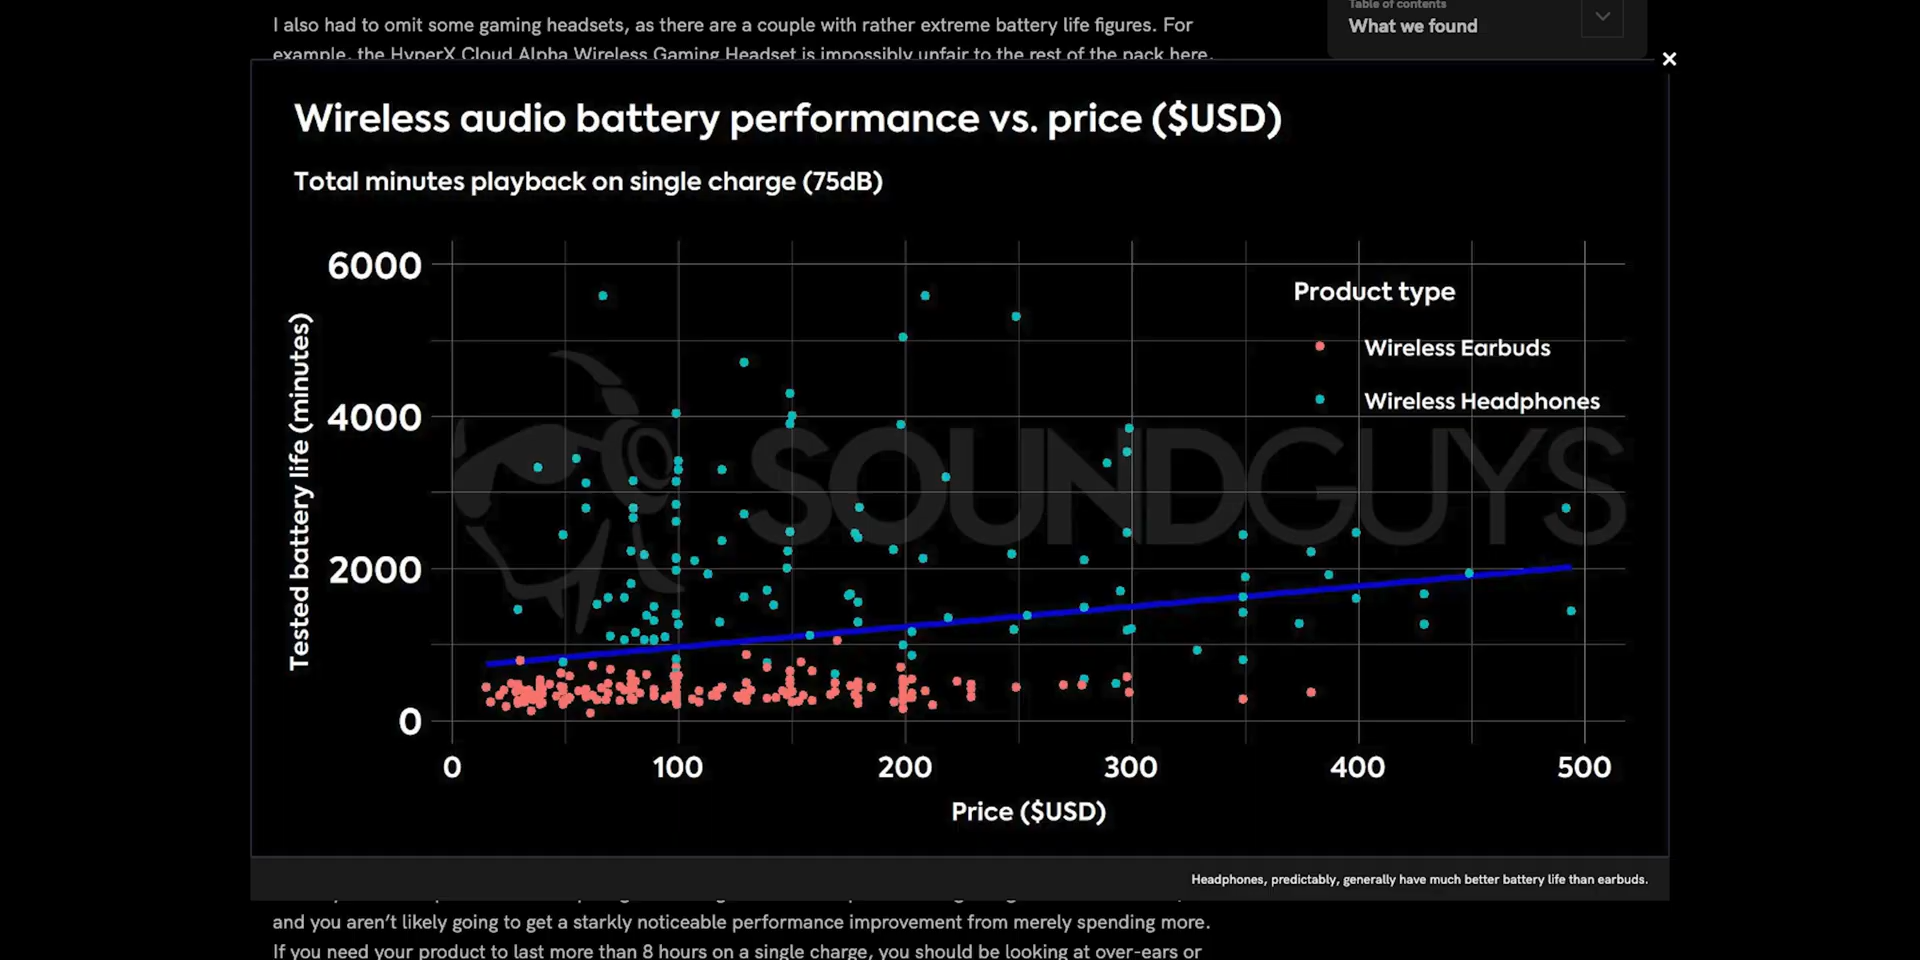 Table of contents
What we found
I also had to omit some gaming headsets, as there are a couple with rather extreme battery life figures. For
example, the HyperX Cloud Alpha Wireless Gaming Headset is impossibly unfair to the rest of the pack here.
Wireless audio battery performance vs. price ($USD)
Total minutes playback on single charge (75dB)
Tested battery life (minutes)
6000
4000
2000
0
Product type
Wireless Earbuds
Wireless Headphones
SOUNDGUYS
0 100 200 300 400 500
Price ($USD)
Headphones, predictably, generally have much better battery life than earbuds.
and you aren't likely going to get a starkly noticeable performance improvement from merely spending more.
If you need your product to last more than 8 hours on a single charge, you should be looking at over-ears or